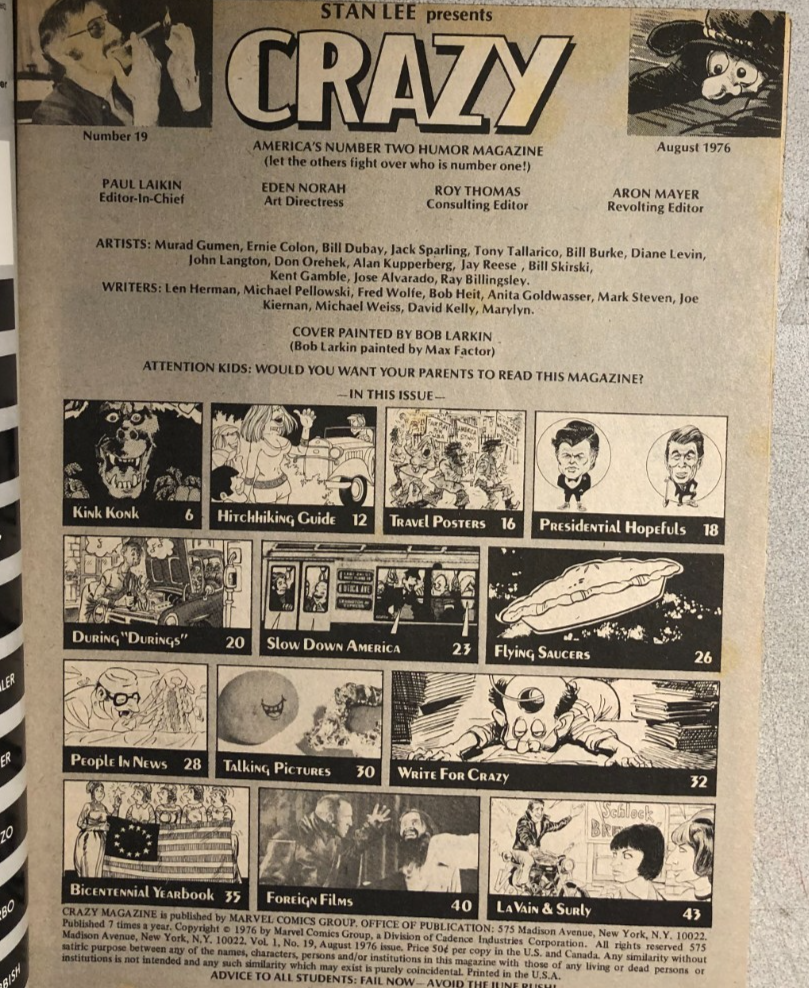 STAN LEE presents
CRAZY
Number 19
August 1976
AMERICA'S NUMBER TWO HUMOR MAGAZINE
(let the others fight over who is number one!)
PAUL LAIKIN
Editor-In-Chief
EDEN NORAH
Art Directress
ROY THOMAS
Consulting Editor
ARON MAYER
Revolting Editor
ARTISTS: Murad Gumen, Ernie Colon, Bill Dubay, Jack Sparling, Tony Tallarico, Bill Burke, Diane Levin,
John Langton, Don Orehek, Alan Kupperberg, Jay Reese , Bill Skirski,
Kent Gamble, Jose Alvarado, Ray Billingsley.
WRITERS: Len Herman, Michael Pellowski, Fred Wolfe, Bob Heit, Anita Goldwasser, Mark Steven, Joe
Kiernan, Michael Weiss, David Kelly, Marylyn.
COVER PAINTED BY BOB LARKIN
(Bob Larkin painted by Max Factor)
ATTENTION KIDS: WOULD YOU WANT YOUR PARENTS TO READ THIS MAGAZINE?
—IN THIS ISSUE—
KINK KONK 6
HITCHHIKING GUIDE 12
TRAVEL POSTERS 16
PRESIDENTIAL HOPEFULS 18
DURING "DURINGS" 20
SLOW DOWN AMERICA 23
FLYING SAUCERS 26
PEOPLE IN NEWS 28
TALKING PICTURES 30
WRITE FOR CRAZY 32
Schlock
BICENTENNIAL YEARBOOK 35
FOREIGN FILMS 40
LAVAIN & SURLY 43
CRAZY MAGAZINE is published by MARVEL COMICS GROUP. OFFICE OF PUBLICATION: 575 Madison Avenue, New York, N.Y. 10022.
Published 7 times a year. Copyright © 1976 by Marvel Comics Group, a Division of Cadence Industries Corporation. All rights reserved 575
Madison Avenue, New York, N.Y. 10022. Vol. 1, No. 19, August 1976 issue. Price 50¢ per copy in the U.S. and Canada. Any similarity without
satiric purpose between any of the names, characters, persons and/or institutions in this magazine with those of any living or dead persons or
institutions is not intended and any such similarity which may exist is purely coincidental. Printed in the U.S.A.
ADVICE TO ALL STUDENTS: FAIL NOW— AVOID THE JUNE RUSH!